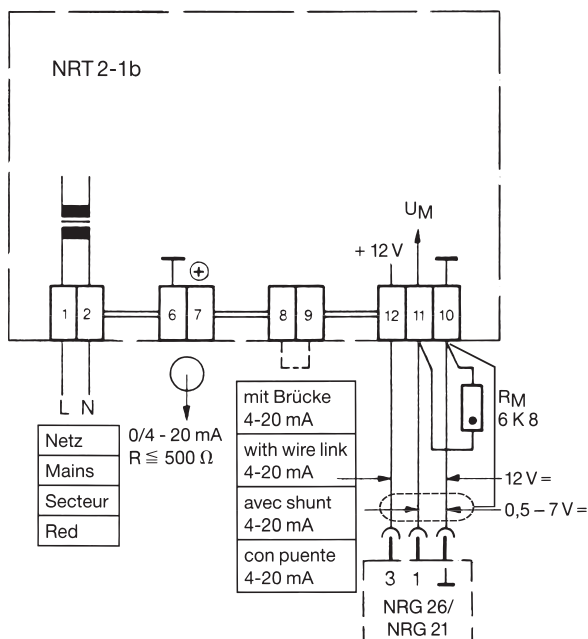 NRT 2-1b
UM
+ 12 V
1 2 6 7 8 9 12 11 10
L N
0/4 - 20 mA
R ≦ 500 Ω
Netz
Mains
Secteur
Red
mit Brücke
4-20 mA
with wire link
4-20 mA
avec shunt
4-20 mA
con puente
4-20 mA
RM
6 K 8
12 V =
0,5 – 7 V =
3 1
NRG 26/
NRG 21